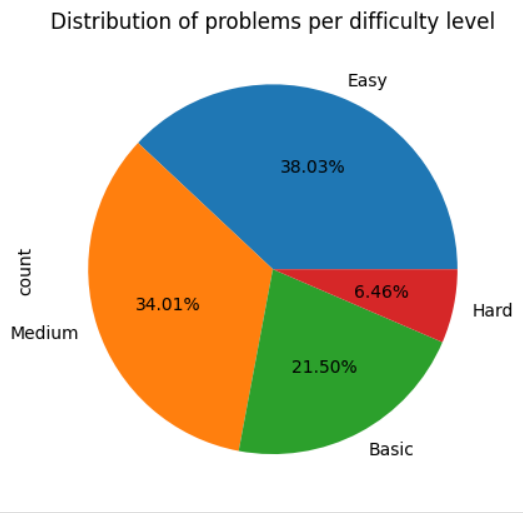 Distribution of problems per difficulty level
Easy
38.03%
count
34.01%
Medium
6.46%
Hard
21.50%
Basic